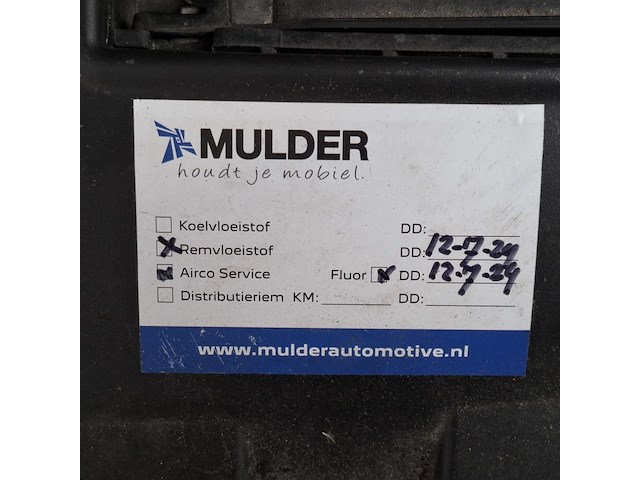 MULDER
houdt je mobiel.
Koelvloeistof DD:
Remvloeistof DD: 12-7-24
Airco Service Fluor DD: 12-7-24
Distributieriem KM: DD:
www.mulderautomotive.nl